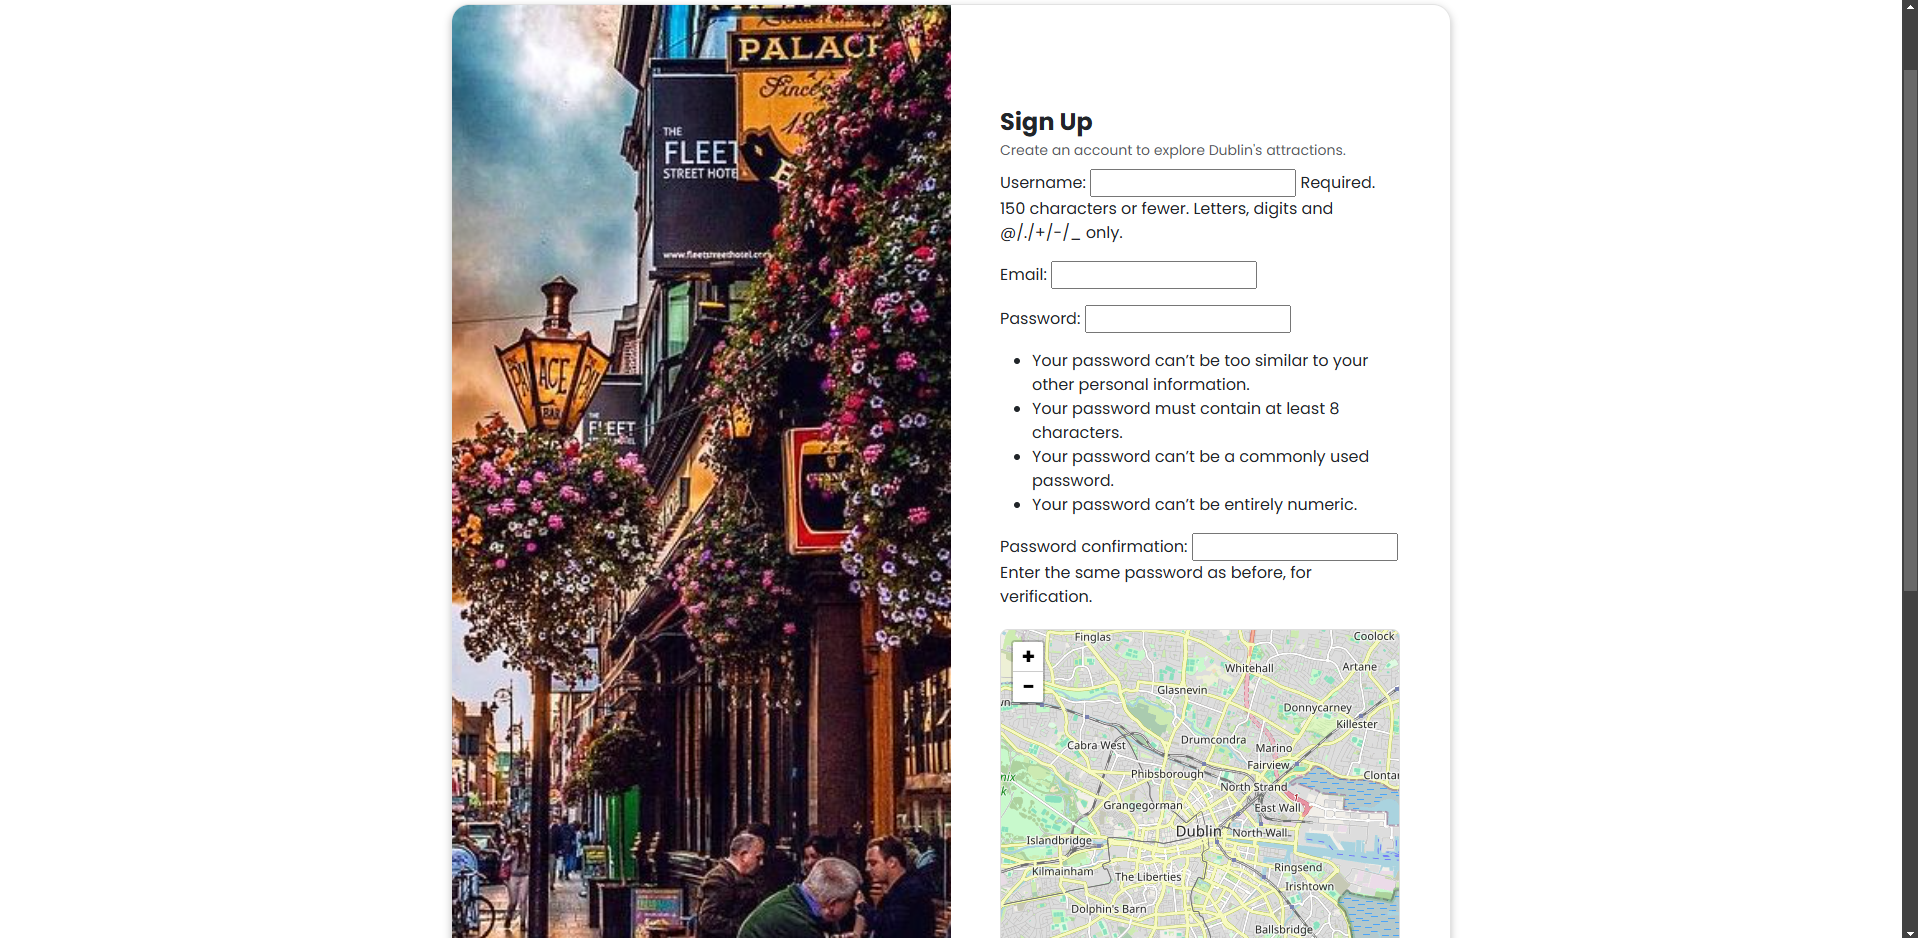 PALACE
Since
THE
FLEET
STREET HOTE
www.fleetstreethotel.co
PALACE
BAR
THE
FLEET
Sign Up
Create an account to explore Dublin's attractions.
Username: Required.
150 characters or fewer. Letters, digits and
@/./+/-/_ only.
Email:
Password:
• Your password can’t be too similar to your
other personal information.
• Your password must contain at least 8
characters.
• Your password can’t be a commonly used
password.
• Your password can’t be entirely numeric.
Password confirmation:
Enter the same password as before, for
verification.
+
−
Finglas
Coolock
Whitehall
Artane
Glasnevin
Donnycarney
Killester
Cabra West
Drumcondra
Marino
Fairview
Phibsborough
Clontar
North Strand
Grangegorman
East Wall
Dublin
North Wall
Islandbridge
Ringsend
Kilmainham
The Liberties
Irishtown
Dolphin's Barn
Ballsbridge